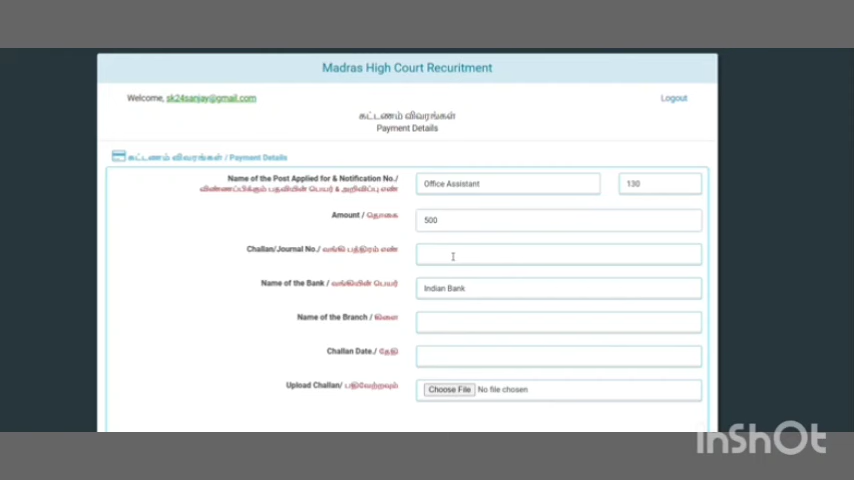 Madras High Court Recuritment
Welcome, sk24sanjay@gmail.com Logout
கட்டணம் விவரங்கள்
Payment Details
கட்டணம் விவரங்கள் / Payment Details
Name of the Post Applied for & Notification No./
விண்ணப்பிக்கும் பதவியின் பெயர் & அறிவிப்பு எண்
Office Assistant 130
Amount / தொகை 500
Challan/Journal No./ வங்கி பத்திரம் எண்
Name of the Bank / வங்கியின் பெயர் Indian Bank
Name of the Branch / கிளை
Challan Date./ தேதி
Upload Challan/ பதிவேற்றவும் Choose File No file chosen
InShOt